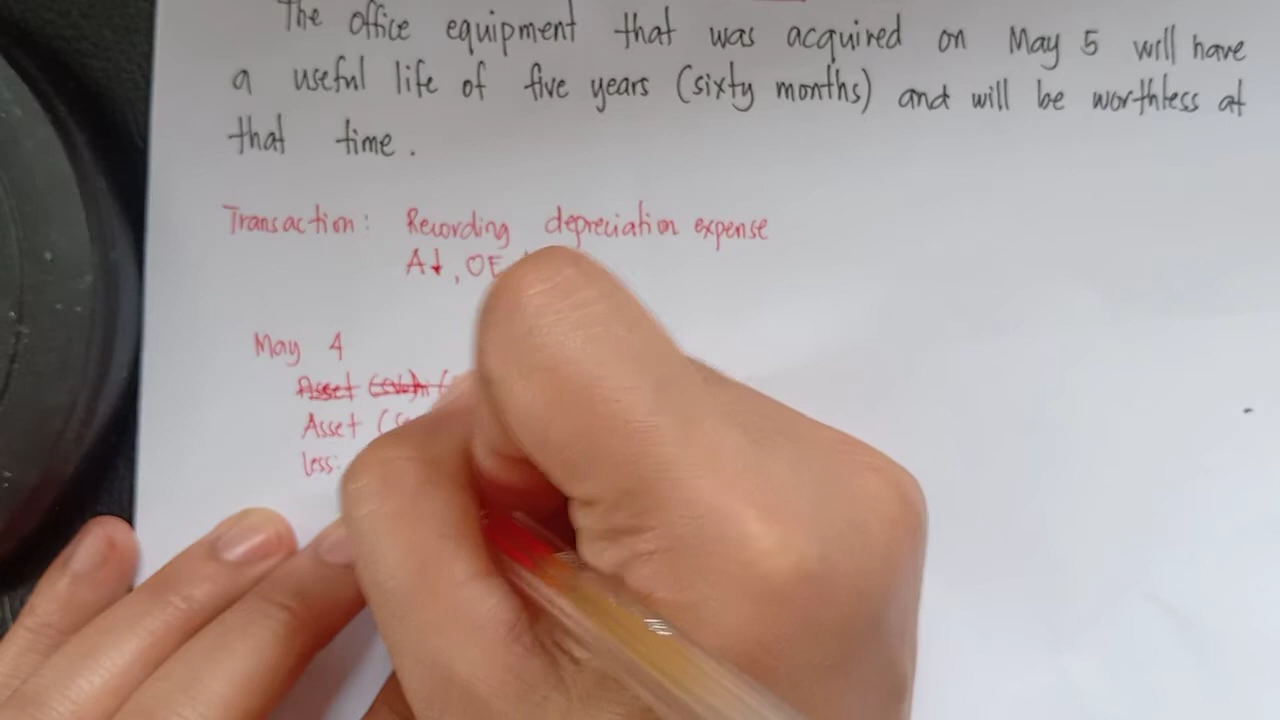 The office equipment that was acquired on May 5 will have
a useful life of five years (sixty months) and will be worthless at
that time.
Transaction: Recording depreciation expense
A↓, OE
May 4
Asset
Asset
less: